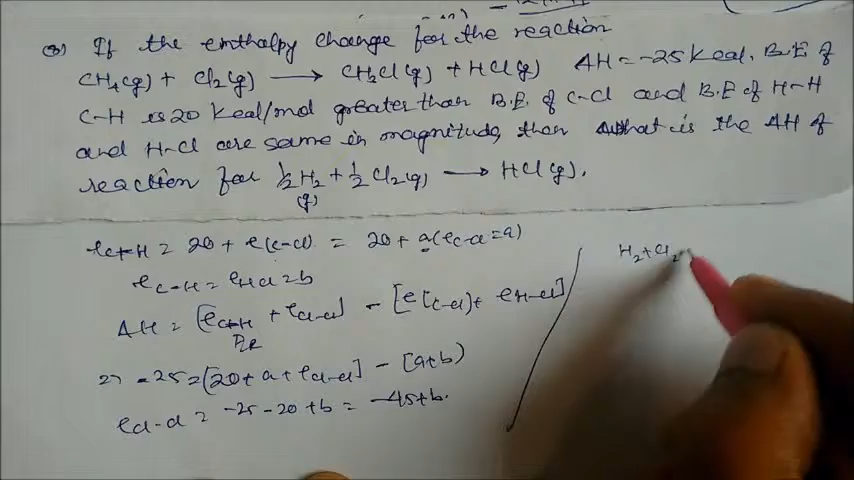 (3) If the enthalpy change for the reaction
CH₄(g) + Cl₂(g) ⟶ CH₃Cl(g) + HCl(g) ΔH = -25 Kcal. B.E of
C-H is 20 Kcal/mol greater than B.E. of C-Cl and B.E of H-H
and H-Cl are same in magnitude, then what is the ΔH of
reaction for ½H₂ + ½Cl₂(g) ⟶ HCl(g).
(g)
eC-H = 20 + e(C-Cl) = 20 + a (eC-Cl = a)
eC-H = eHCl = b
ΔH = [eC-H + eCl-Cl] - [e(C-Cl) + eH-Cl]
⇒ -25 = [20 + a + eCl-Cl] - [a+b)
eCl-Cl = -25 - 20 + b = -45 + b.
H₂ + Cl₂